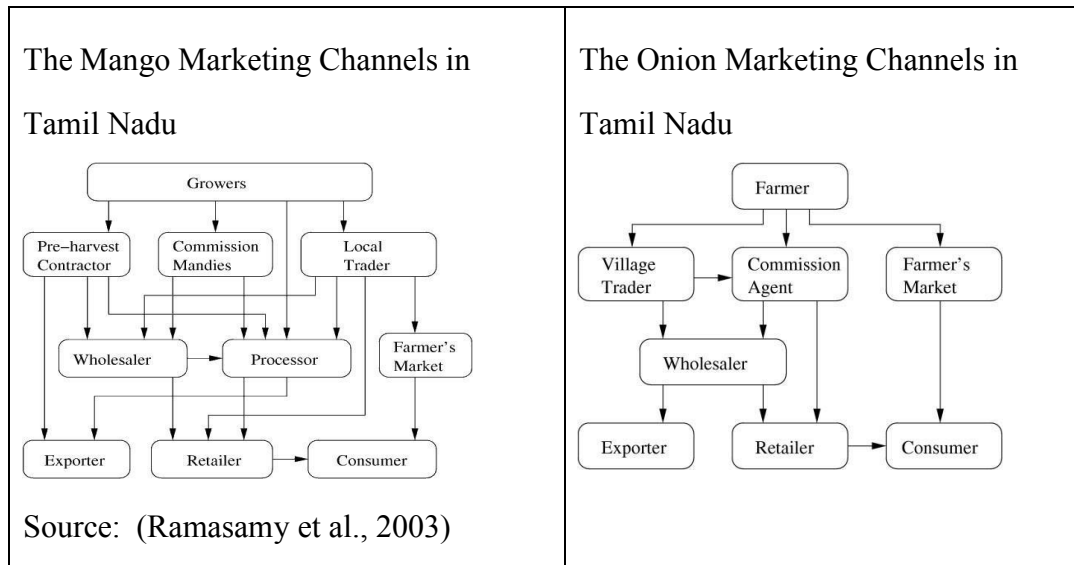 The Mango Marketing Channels in
Tamil Nadu
Growers
Pre-harvest
Contractor
Commission
Mandies
Local
Trader
Wholesaler
Processor
Farmer's
Market
Exporter
Retailer
Consumer
Source: (Ramasamy et al., 2003)
The Onion Marketing Channels in
Tamil Nadu
Farmer
Village
Trader
Commission
Agent
Farmer's
Market
Wholesaler
Exporter
Retailer
Consumer